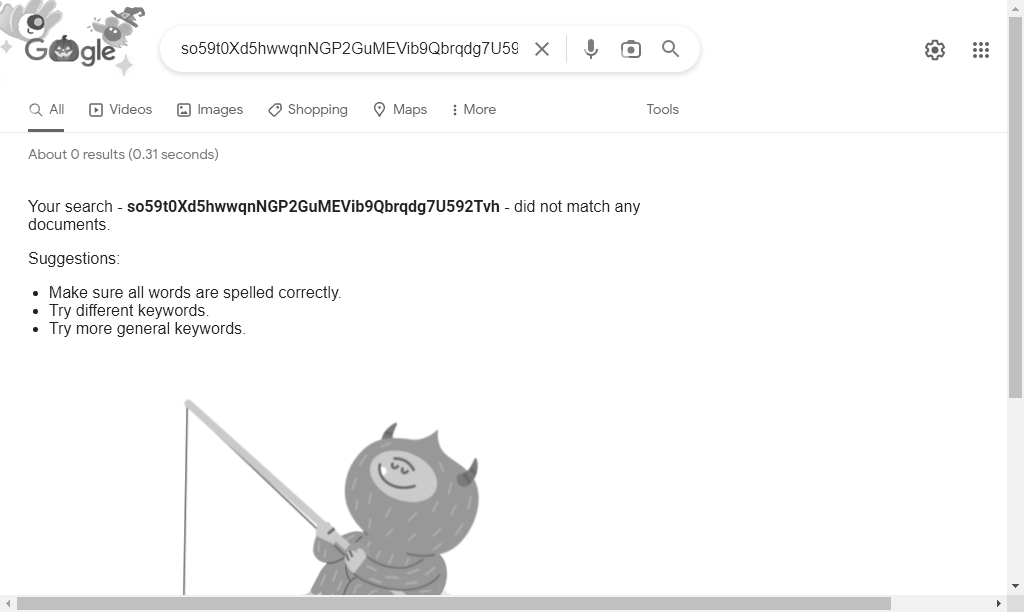 Google
so59t0Xd5hwwqnNGP2GuMEVib9Qbrqdg7U59
All
Videos
Images
Shopping
Maps
More
Tools
About 0 results (0.31 seconds)
Your search - so59t0Xd5hwwqnNGP2GuMEVib9Qbrqdg7U592Tvh - did not match any
documents.
Suggestions:
Make sure all words are spelled correctly.
Try different keywords.
Try more general keywords.